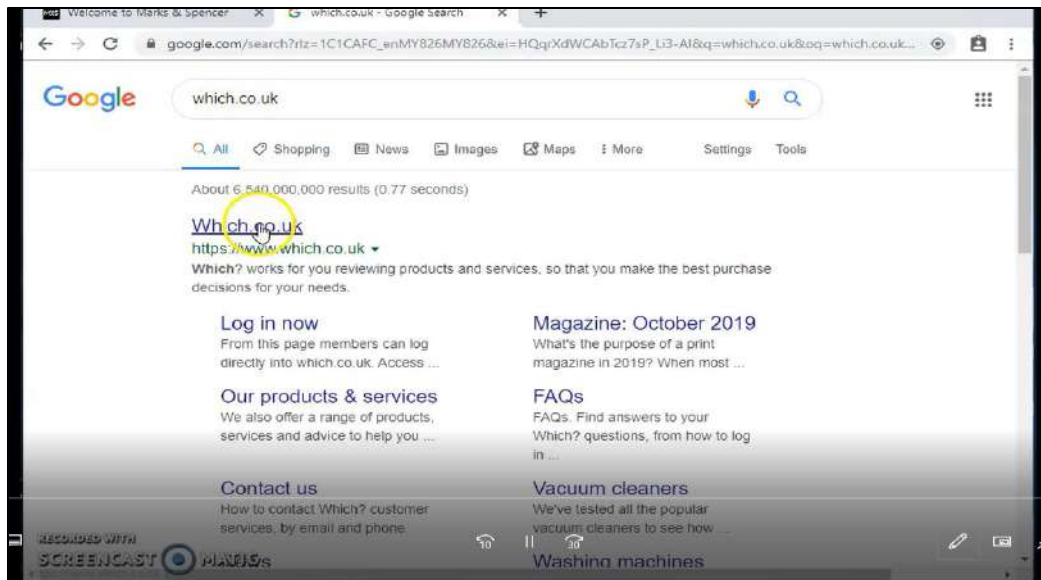 Welcome to Marks & Spencer
which.co.uk - Google Search
google.com/search?rlz=1C1CAFC_enMY826MY826&ei=HQqrXdWCAbTcz7sP_Li3-AI&q=which.co.uk&oq=which.co.uk...
Google
which.co.uk
All Shopping News Images Maps More Settings Tools
About 6,540,000,000 results (0.77 seconds)
Which.co.uk
https://www.which.co.uk
Which? works for you reviewing products and services, so that you make the best purchase
decisions for your needs.
Log in now
From this page members can log
directly into which.co.uk. Access ...
Magazine: October 2019
What's the purpose of a print
magazine in 2019? When most ...
Our products & services
We also offer a range of products,
services and advice to help you ...
FAQs
FAQs. Find answers to your
Which? questions, from how to log
in ...
Contact us
How to contact Which? customer
services, by email and phone
Vacuum cleaners
We've tested all the popular
vacuum cleaners to see how ...
Washing machines
10
30
RECORDED WITH
SCREENCAST MATIC